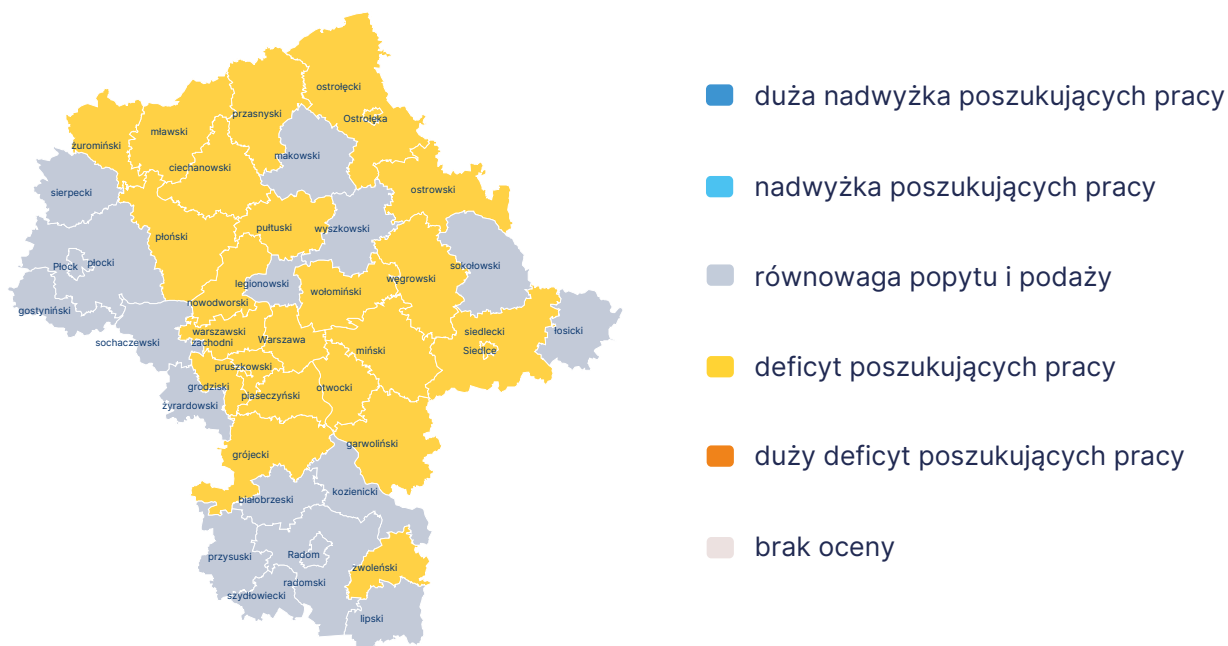 ostrołęcki
przasnyski
Ostrołęka
mławski
żuromiński
makowski
ciechanowski
sierpecki
ostrowski
pułtuski
wyszkowski
płoński
płocki
Płock
sokołowski
węgrowski
legionowski
wołomiński
nowodworski
gostyniński
siedlecki
łosicki
warszawski
zachodni
Warszawa
sochaczewski
miński
Siedlce
pruszkowski
grodziski
otwocki
piaseczyński
żyrardowski
garwoliński
grójecki
kozienicki
białobrzeski
przysuski
Radom
zwoleński
radomski
szydłowiecki
lipski
duża nadwyżka poszukujących pracy
nadwyżka poszukujących pracy
równowaga popytu i podaży
deficyt poszukujących pracy
duży deficyt poszukujących pracy
brak oceny